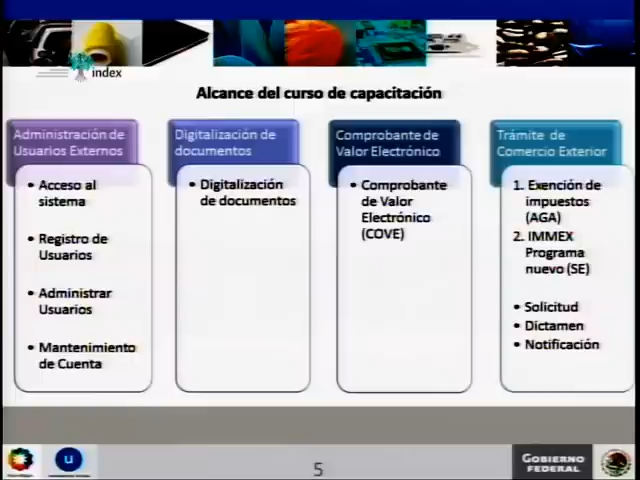 index
Alcance del curso de capacitación
Administración de
Usuarios Externos
• Acceso al
sistema
• Registro de
Usuarios
• Administrar
Usuarios
• Mantenimiento
de Cuenta
Digitalización de
documentos
• Digitalización
de documentos
Comprobante de
Valor Electrónico
• Comprobante
de Valor
Electrónico
(COVE)
Trámite de
Comercio Exterior
1. Exención de
impuestos
(AGA)
2. IMMEX
Programa
nuevo (SE)
• Solicitud
• Dictamen
• Notificación
u
5
GOBIERNO
FEDERAL